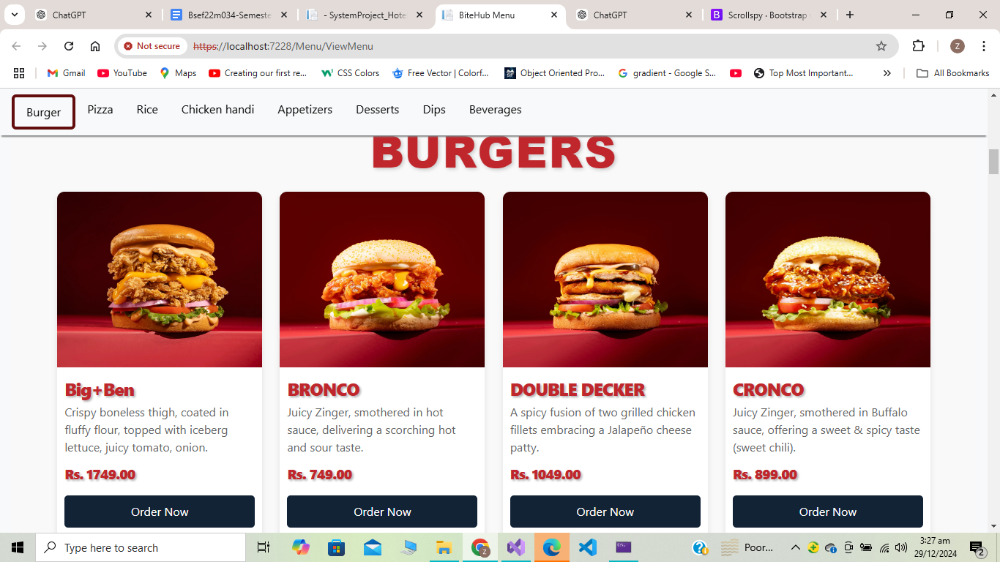 ChatGPT
Bsef22m034-Semeste
- SystemProject_Hote
BiteHub Menu
ChatGPT
Scrollspy · Bootstrap
Not secure
https://localhost:7228/Menu/ViewMenu
Z
Gmail
YouTube
Maps
Creating our first re...
CSS Colors
Free Vector | Colorf...
Object Oriented Pro...
gradient - Google S...
Top Most Important...
All Bookmarks
Burger
Pizza
Rice
Chicken handi
Appetizers
Desserts
Dips
Beverages
BURGERS
Big+Ben
Crispy boneless thigh, coated in
fluffy flour, topped with iceberg
lettuce, juicy tomato, onion.
Rs. 1749.00
Order Now
BRONCO
Juicy Zinger, smothered in hot
sauce, delivering a scorching hot
and sour taste.
Rs. 749.00
Order Now
DOUBLE DECKER
A spicy fusion of two grilled chicken
fillets embracing a Jalapeño cheese
patty.
Rs. 1049.00
Order Now
CRONCO
Juicy Zinger, smothered in Buffalo
sauce, offering a sweet & spicy taste
(sweet chili).
Rs. 899.00
Order Now
Type here to search
Poor...
3:27 am
29/12/2024
2